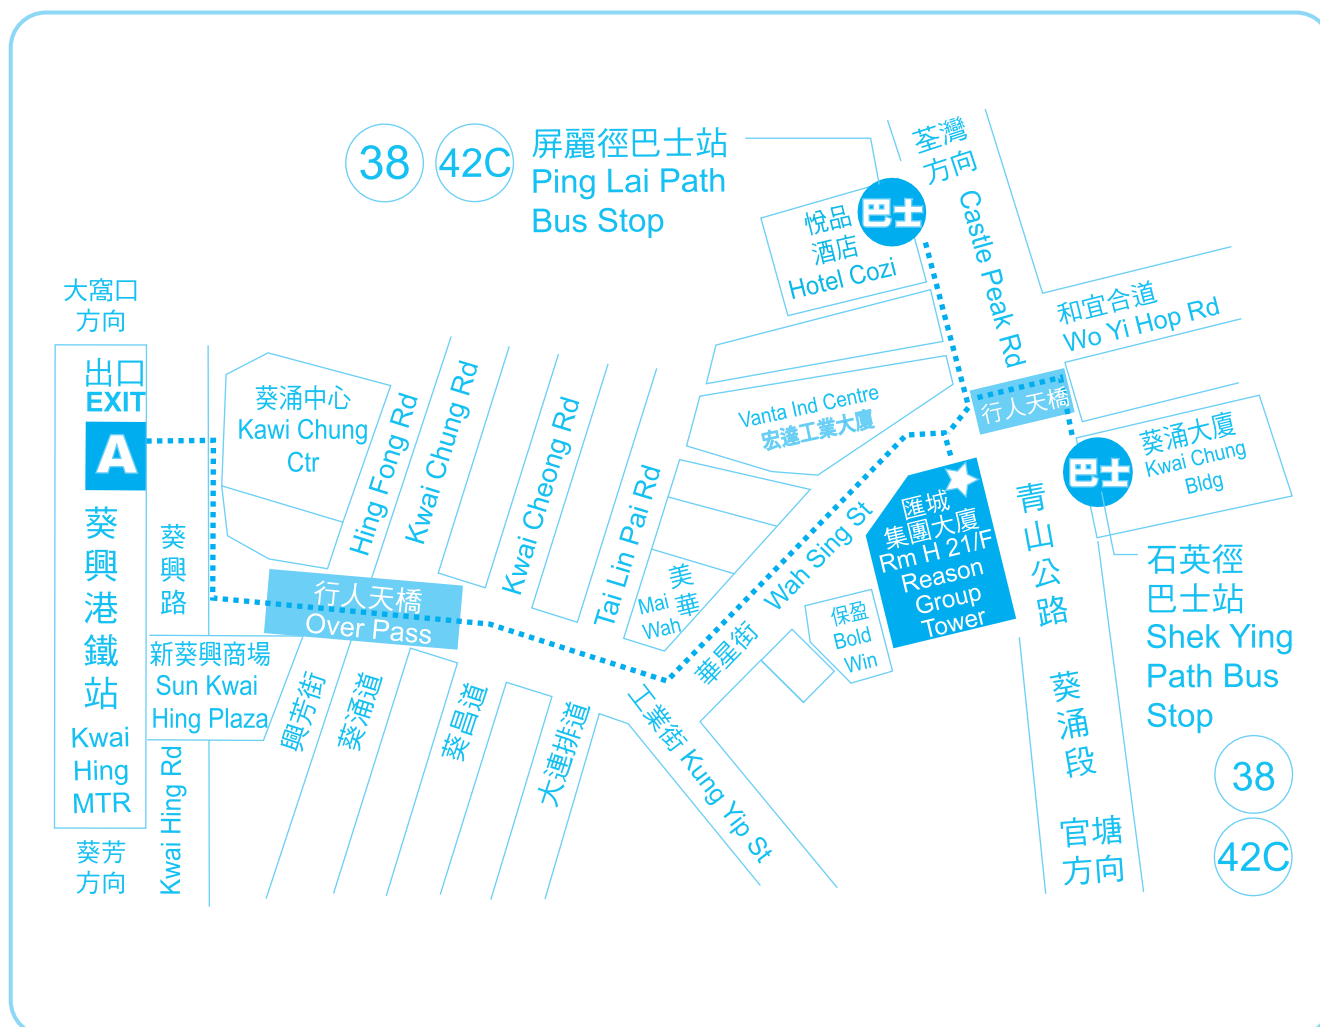 38
42C
屏麗徑巴士站
Ping Lai Path
Bus Stop
荃灣
方向
Castle Peak Rd
巴士
悅品
酒店
Hotel Cozi
和宜合道
Wo Yi Hop Rd
大窩口
方向
出口
EXIT
A
葵興港鐵站
Kwai
Hing
MTR
葵芳
方向
葵興路
Kwai Hing Rd
葵涌中心
Kawi Chung
Ctr
Hing Fong Rd
Kwai Chung Rd
Kwai Cheong Rd
Tai Lin Pai Rd
Vanta Ind Centre
宏達工業大廈
行人天橋
葵涌大廈
Kwai Chung
Bldg
巴士
匯城
集團大廈
Rm H 21/F
Reason
Group
Tower
青山公路
葵涌段
官塘
方向
石英徑
巴士站
Shek Ying
Path Bus
Stop
38
42C
行人天橋
Over Pass
美華
Mai
Wah
Wah Sing St
華星街
保盈
Bold
Win
新葵興商場
Sun Kwai
Hing Plaza
興芳街
葵涌道
葵昌道
大連排道
工業街 Kung Yip St